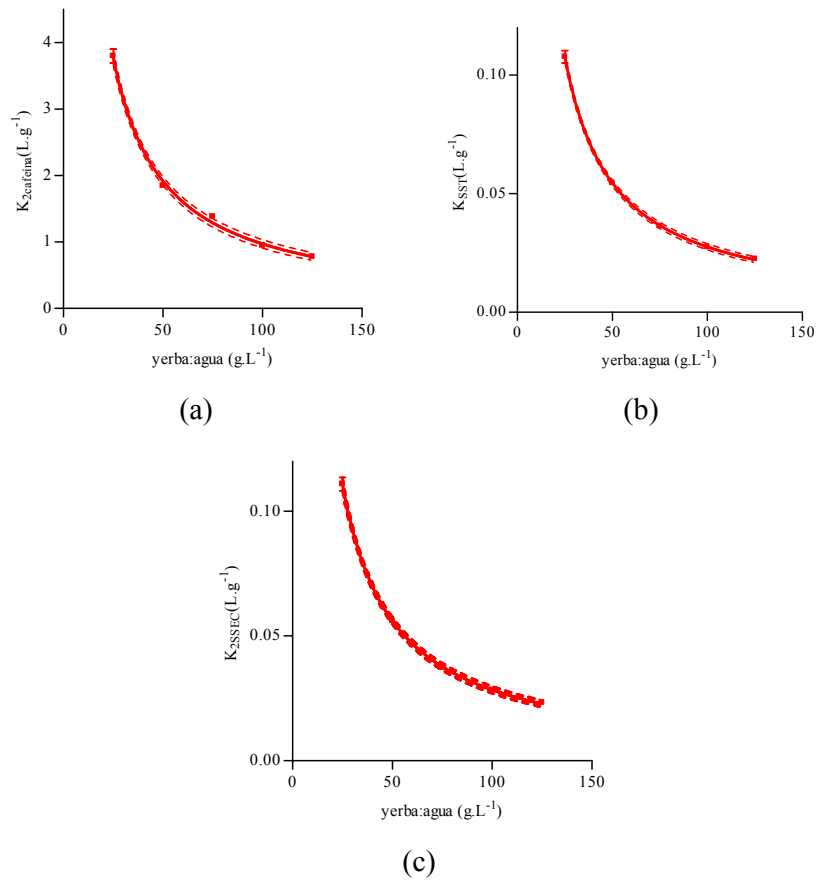 4
3
2
1
0
K2cafeina(L.g-1)
0 50 100 150
yerba:agua (g.L-1)
(a)
0.10
0.05
0.00
KSST(L.g-1)
0 50 100 150
yerba:agua (g.L-1)
(b)
0.10
0.05
0.00
K2SSEC(L.g-1)
0 50 100 150
yerba:agua (g.L-1)
(c)